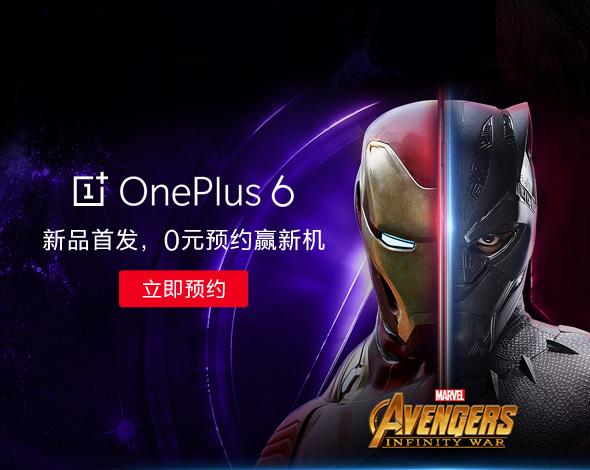 1+ OnePlus 6
新品首发，0元预约赢新机
立即预约
MARVEL
AVENGERS
INFINITY WAR